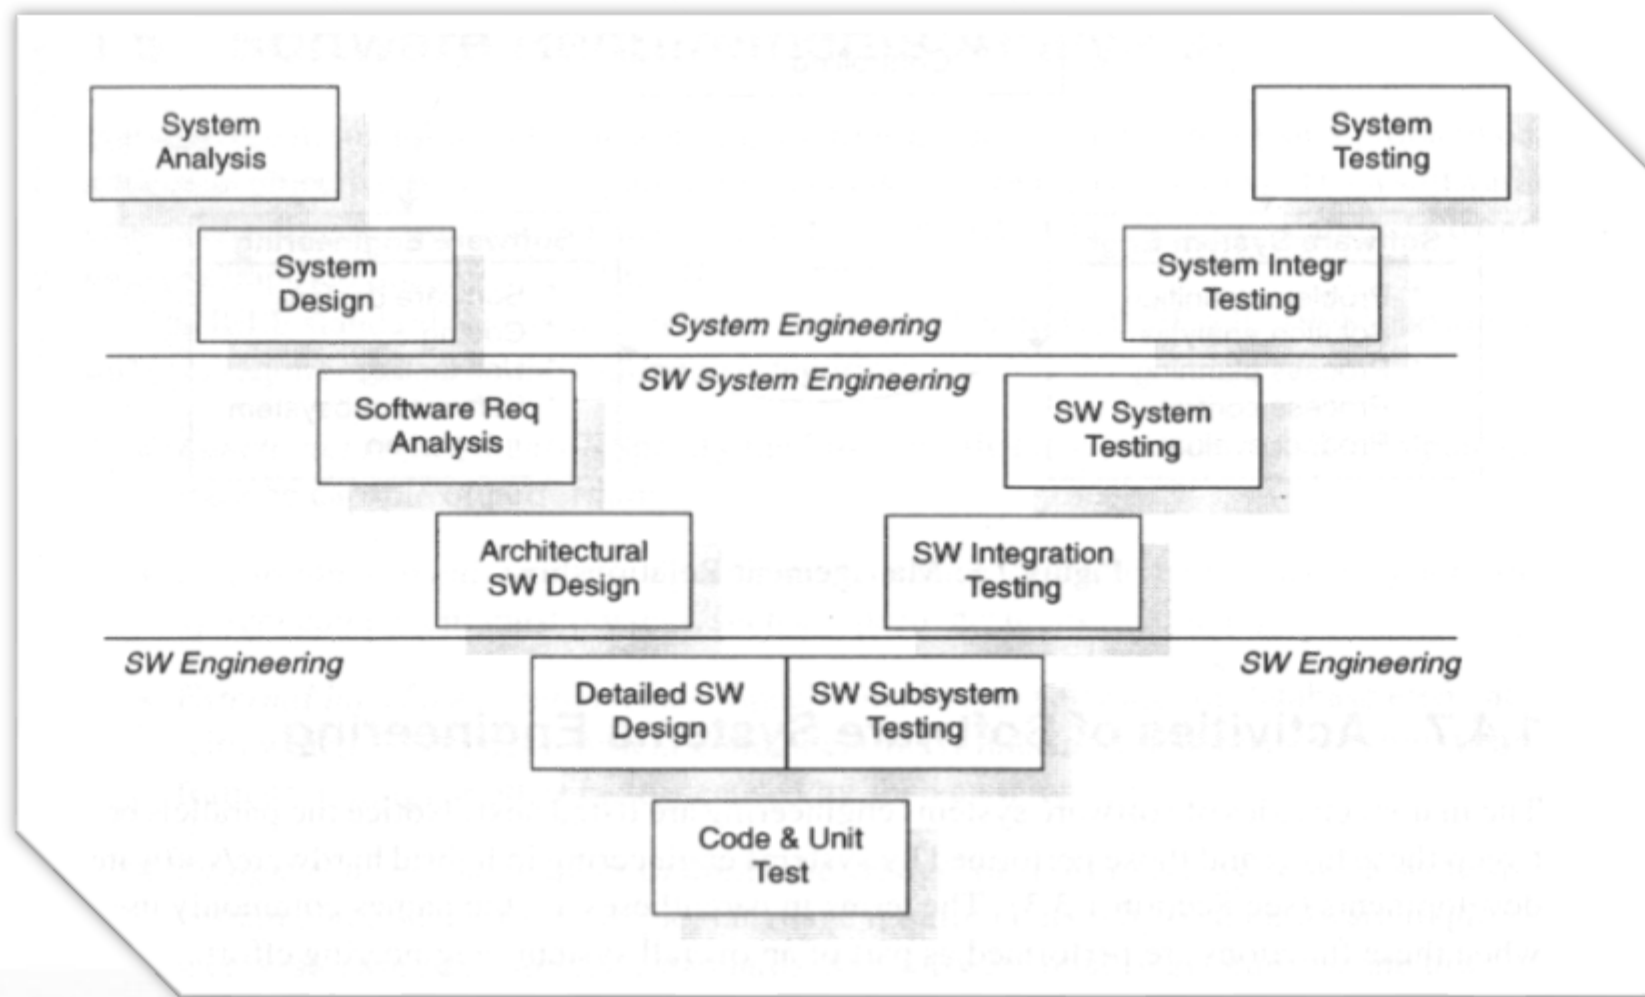 System
Analysis
System
Testing
System
Design
System Integr
Testing
System Engineering
SW System Engineering
Software Req
Analysis
SW System
Testing
Architectural
SW Design
SW Integration
Testing
SW Engineering
SW Engineering
Detailed SW
Design
SW Subsystem
Testing
Code & Unit
Test